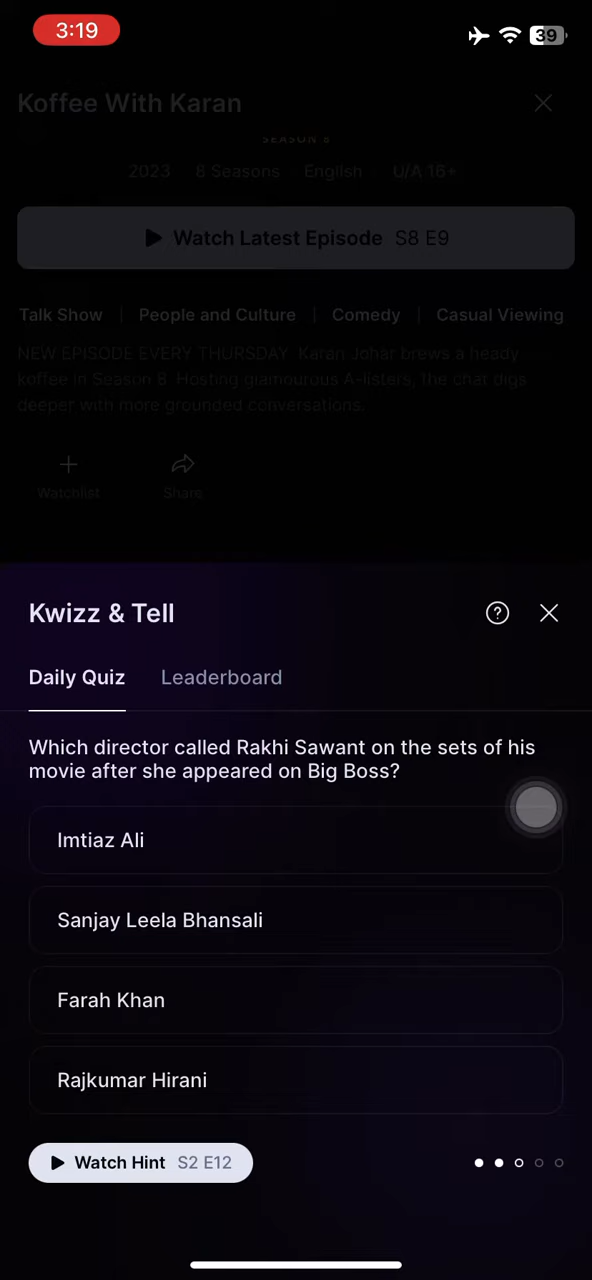 3:19
39
Koffee With Karan
SEASON 8
2023 8 Seasons English U/A 16+
Watch Latest Episode S8 E9
Talk Show | People and Culture | Comedy | Casual Viewing
NEW EPISODE EVERY THURSDAY. Karan Johar brews a heady
koffee in Season 8. Hosting glamourous A-listers, the chat digs
deeper with more grounded conversations.
Watchlist Share
Kwizz & Tell
Daily Quiz Leaderboard
Which director called Rakhi Sawant on the sets of his
movie after she appeared on Big Boss?
Imtiaz Ali
Sanjay Leela Bhansali
Farah Khan
Rajkumar Hirani
Watch Hint S2 E12